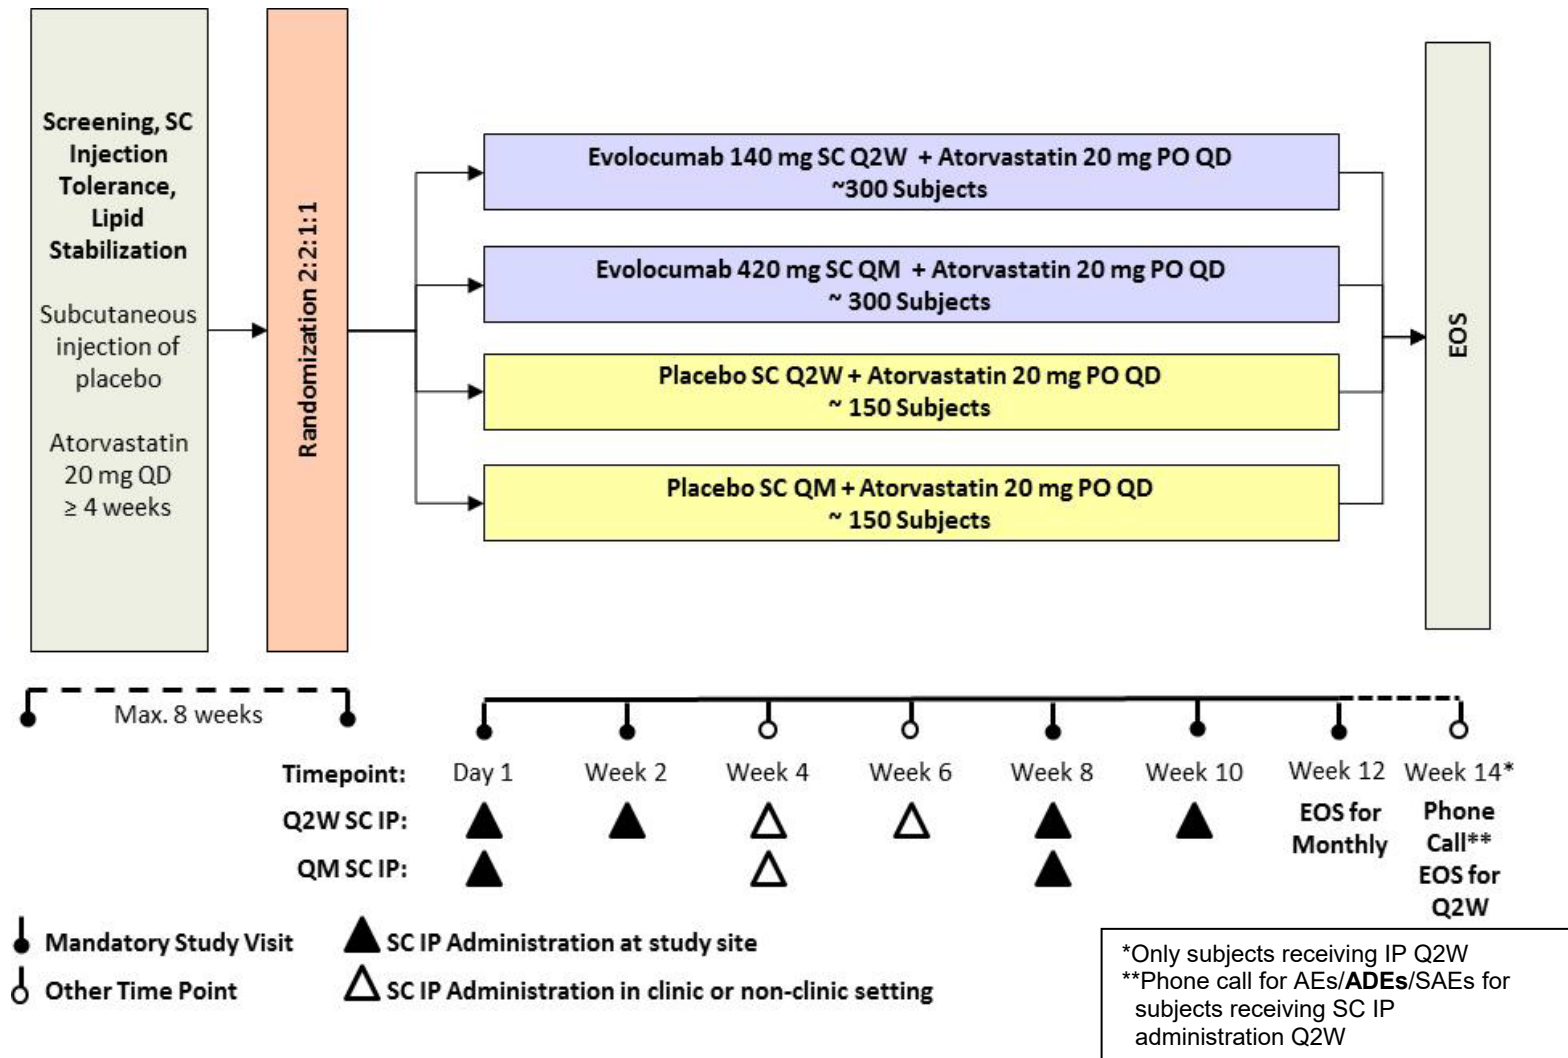 Screening, SC
Injection
Tolerance,
Lipid
Stabilization
Subcutaneous
injection of
placebo
Atorvastatin
20 mg QD
≥ 4 weeks
Randomization 2:2:1:1
Evolocumab 140 mg SC Q2W + Atorvastatin 20 mg PO QD
~300 Subjects
Evolocumab 420 mg SC QM + Atorvastatin 20 mg PO QD
~ 300 Subjects
Placebo SC Q2W + Atorvastatin 20 mg PO QD
~ 150 Subjects
Placebo SC QM + Atorvastatin 20 mg PO QD
~ 150 Subjects
EOS
Max. 8 weeks
Timepoint: Day 1 Week 2 Week 4 Week 6 Week 8 Week 10 Week 12 Week 14*
Q2W SC IP:
QM SC IP:
EOS for
Monthly
Phone
Call**
EOS for
Q2W
Mandatory Study Visit
SC IP Administration at study site
Other Time Point
SC IP Administration in clinic or non-clinic setting
*Only subjects receiving IP Q2W
**Phone call for AEs/ADEs/SAEs for
subjects receiving SC IP
administration Q2W